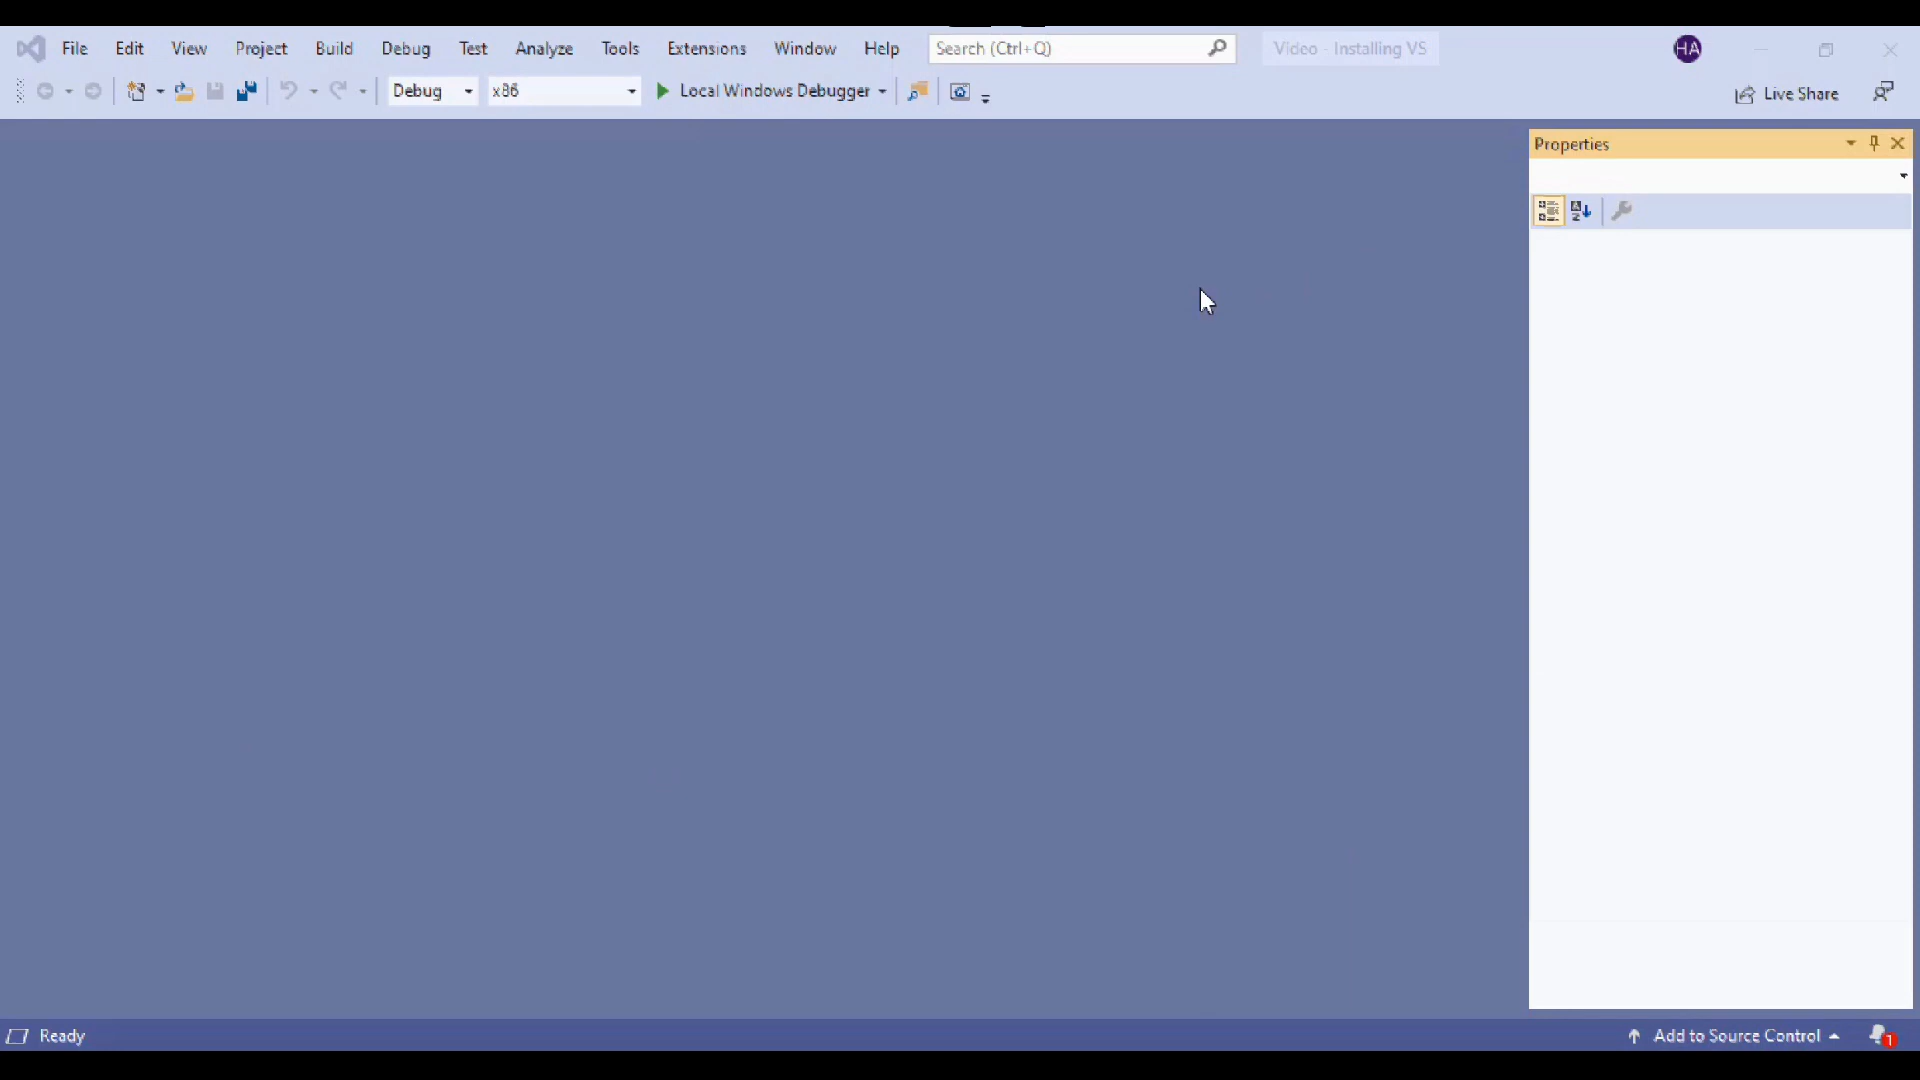 File Edit View Project Build Debug Test Analyze Tools Extensions Window Help Search (Ctrl+Q) Video - Installing VS HA
Debug x86 Local Windows Debugger Live Share
Properties
Ready Add to Source Control 1